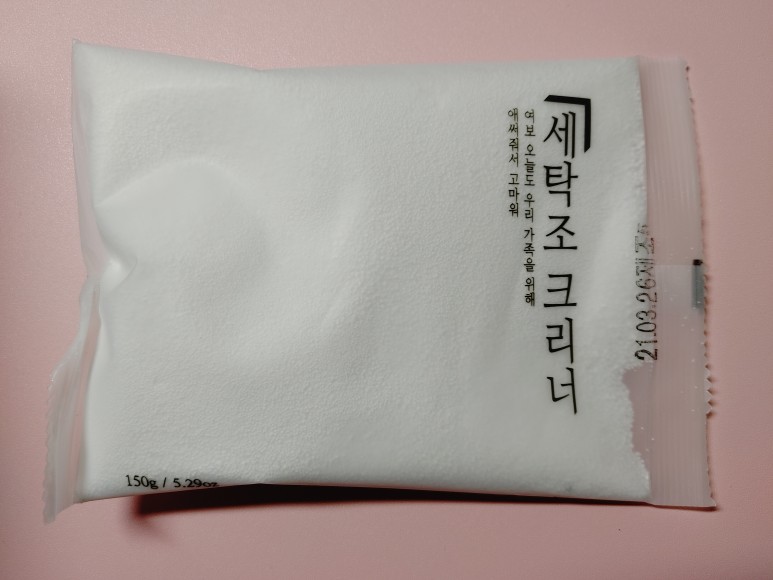 세탁조 크리너
여보 오늘도 우리 가족을 위해
애써줘서 고마워
21.03.26제조
150g / 5.29oz